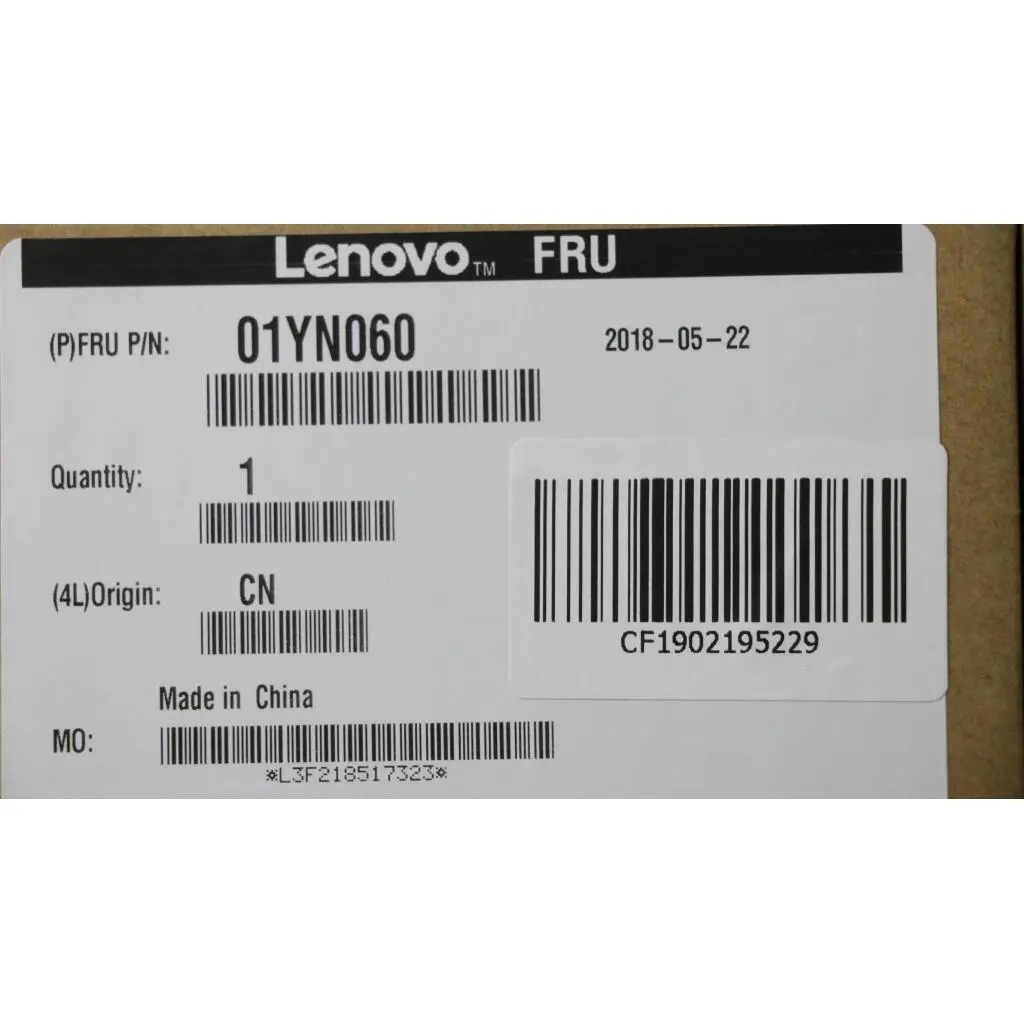 Lenovo™ FRU
(P)FRU P/N: 01YN060 2018-05-22
Quantity: 1
(4L)Origin: CN
CF1902195229
Made in China
MO:
*L3F218517323*